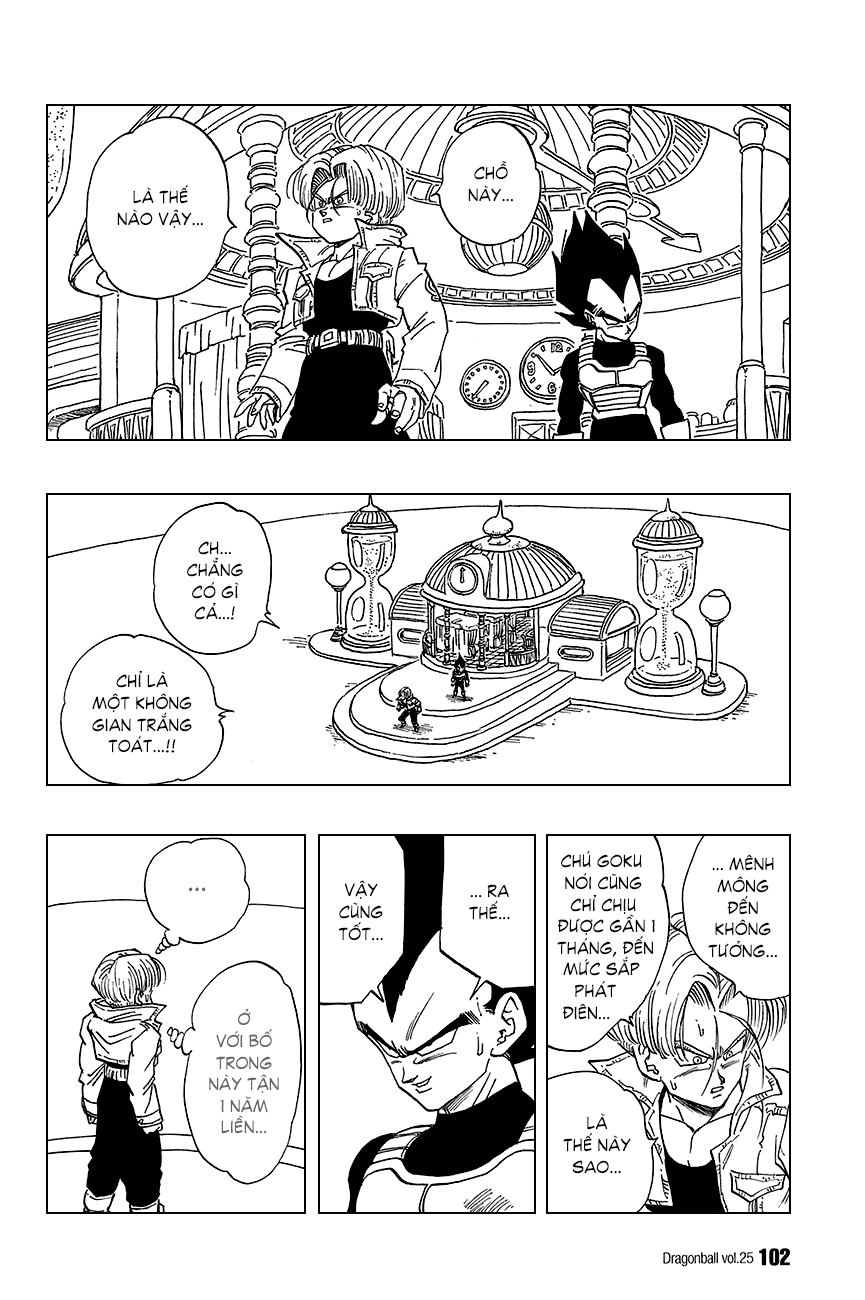 CHỖ
NÀY...
LÀ THẾ
NÀO VẬY...
CH...
CHẲNG
CÓ GÌ
CẢ...!
CHỈ LÀ
MỘT KHÔNG
GIAN TRẮNG
TOÁT...!!
... MÊNH
MÔNG
ĐẾN
KHÔNG
TƯỞNG...
CHÚ GOKU
NÓI CŨNG
CHỈ CHỊU
ĐƯỢC GẦN 1
THÁNG, ĐẾN
MỨC SẮP
PHÁT
ĐIÊN...
LÀ
THẾ NÀY
SAO...
... RA
THẾ...
VẬY
CŨNG
TỐT...
...
Ở
VỚI BỐ
TRONG
NÀY TẬN
1 NĂM
LIỀN...
Dragonball vol.25 102